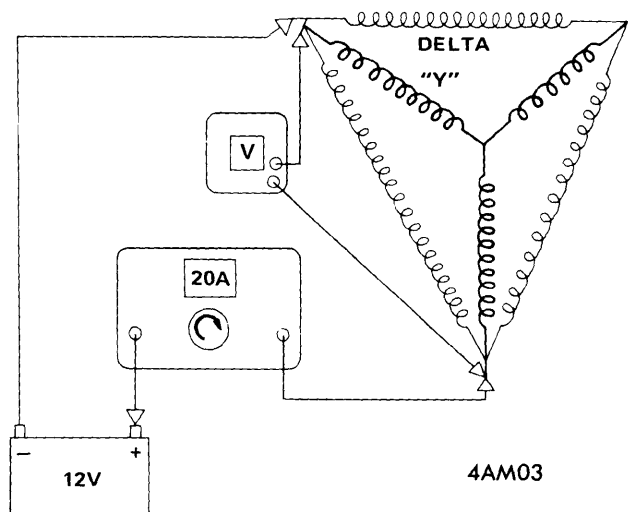 DELTA
“Y”
V
20A
− +
12V
4AM03